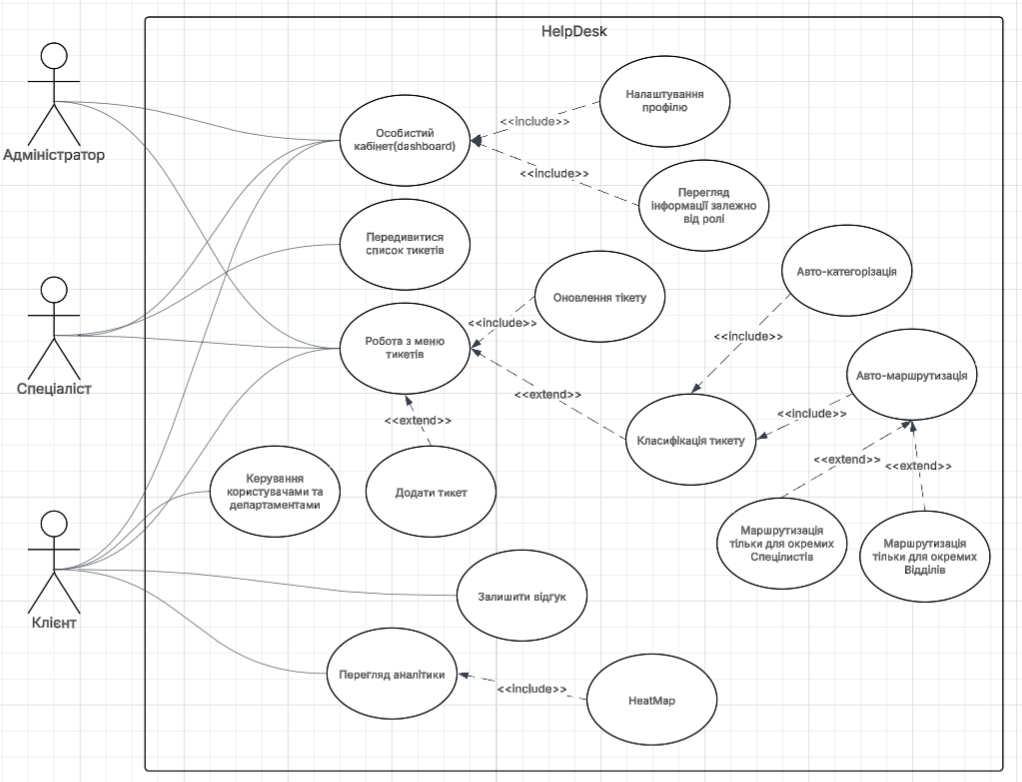 HelpDesk
Адміністратор
Налаштування
профілю
<<include>>
Особистий
кабінет(dashboard)
<<include>>
Перегляд
інформації залежно
від ролі
Передивитися
список тикетів
Авто-категорізація
Оновлення тікету
<<include>>
<<include>>
Робота з меню
тикетів
Спеціаліст
Авто-маршрутизація
<<extend>>
<<include>>
<<extend>>
Класифікація тикету
<<extend>>
<<extend>>
Керування
користувачами та
департаментами
Додати тикет
Маршрутизація
тільки для окремих
Спецілистів
Маршрутизація
тільки для окремих
Відділів
Залишити відгук
Клієнт
Перегляд аналітики
<<include>>
HeatMap